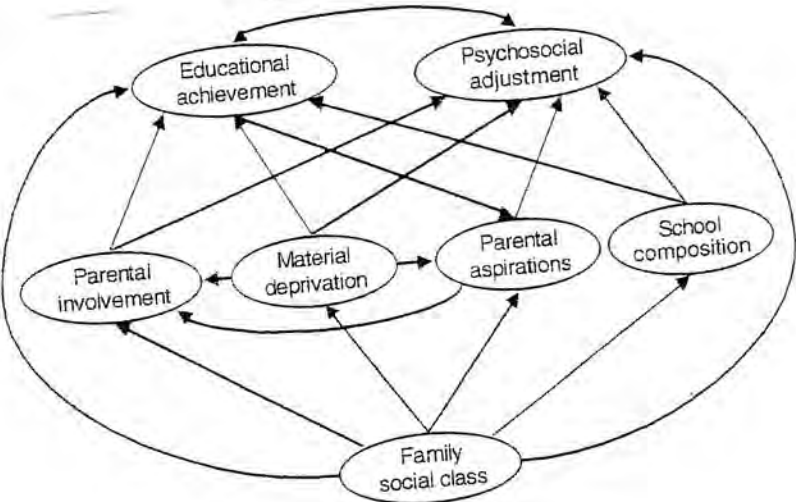 Educational
achievement
Psychosocial
adjustment
Parental
involvement
Material
deprivation
Parental
aspirations
School
composition
Family
social class